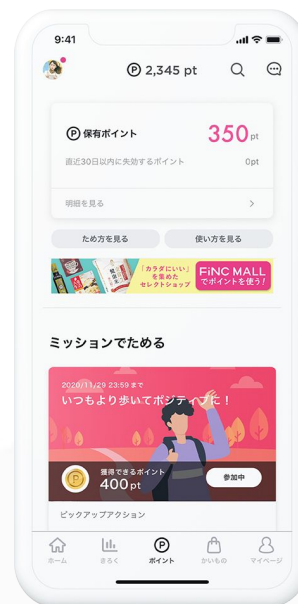 9:41
P 2,345 pt
P 保有ポイント
350 pt
直近30日以内に失効するポイント 0pt
明細を見る
ため方を見る
使い方を見る
「カラダにいい」
を集めた
セレクトショップ
FiNC MALL
でポイントを使う!
ミッションでためる
2020/11/29 23:59 まで
いつもより歩いてポジティブに!
獲得できるポイント
400 pt
参加中
ピックアップアクション
ホーム
きろく
ポイント
かいもの
マイページ